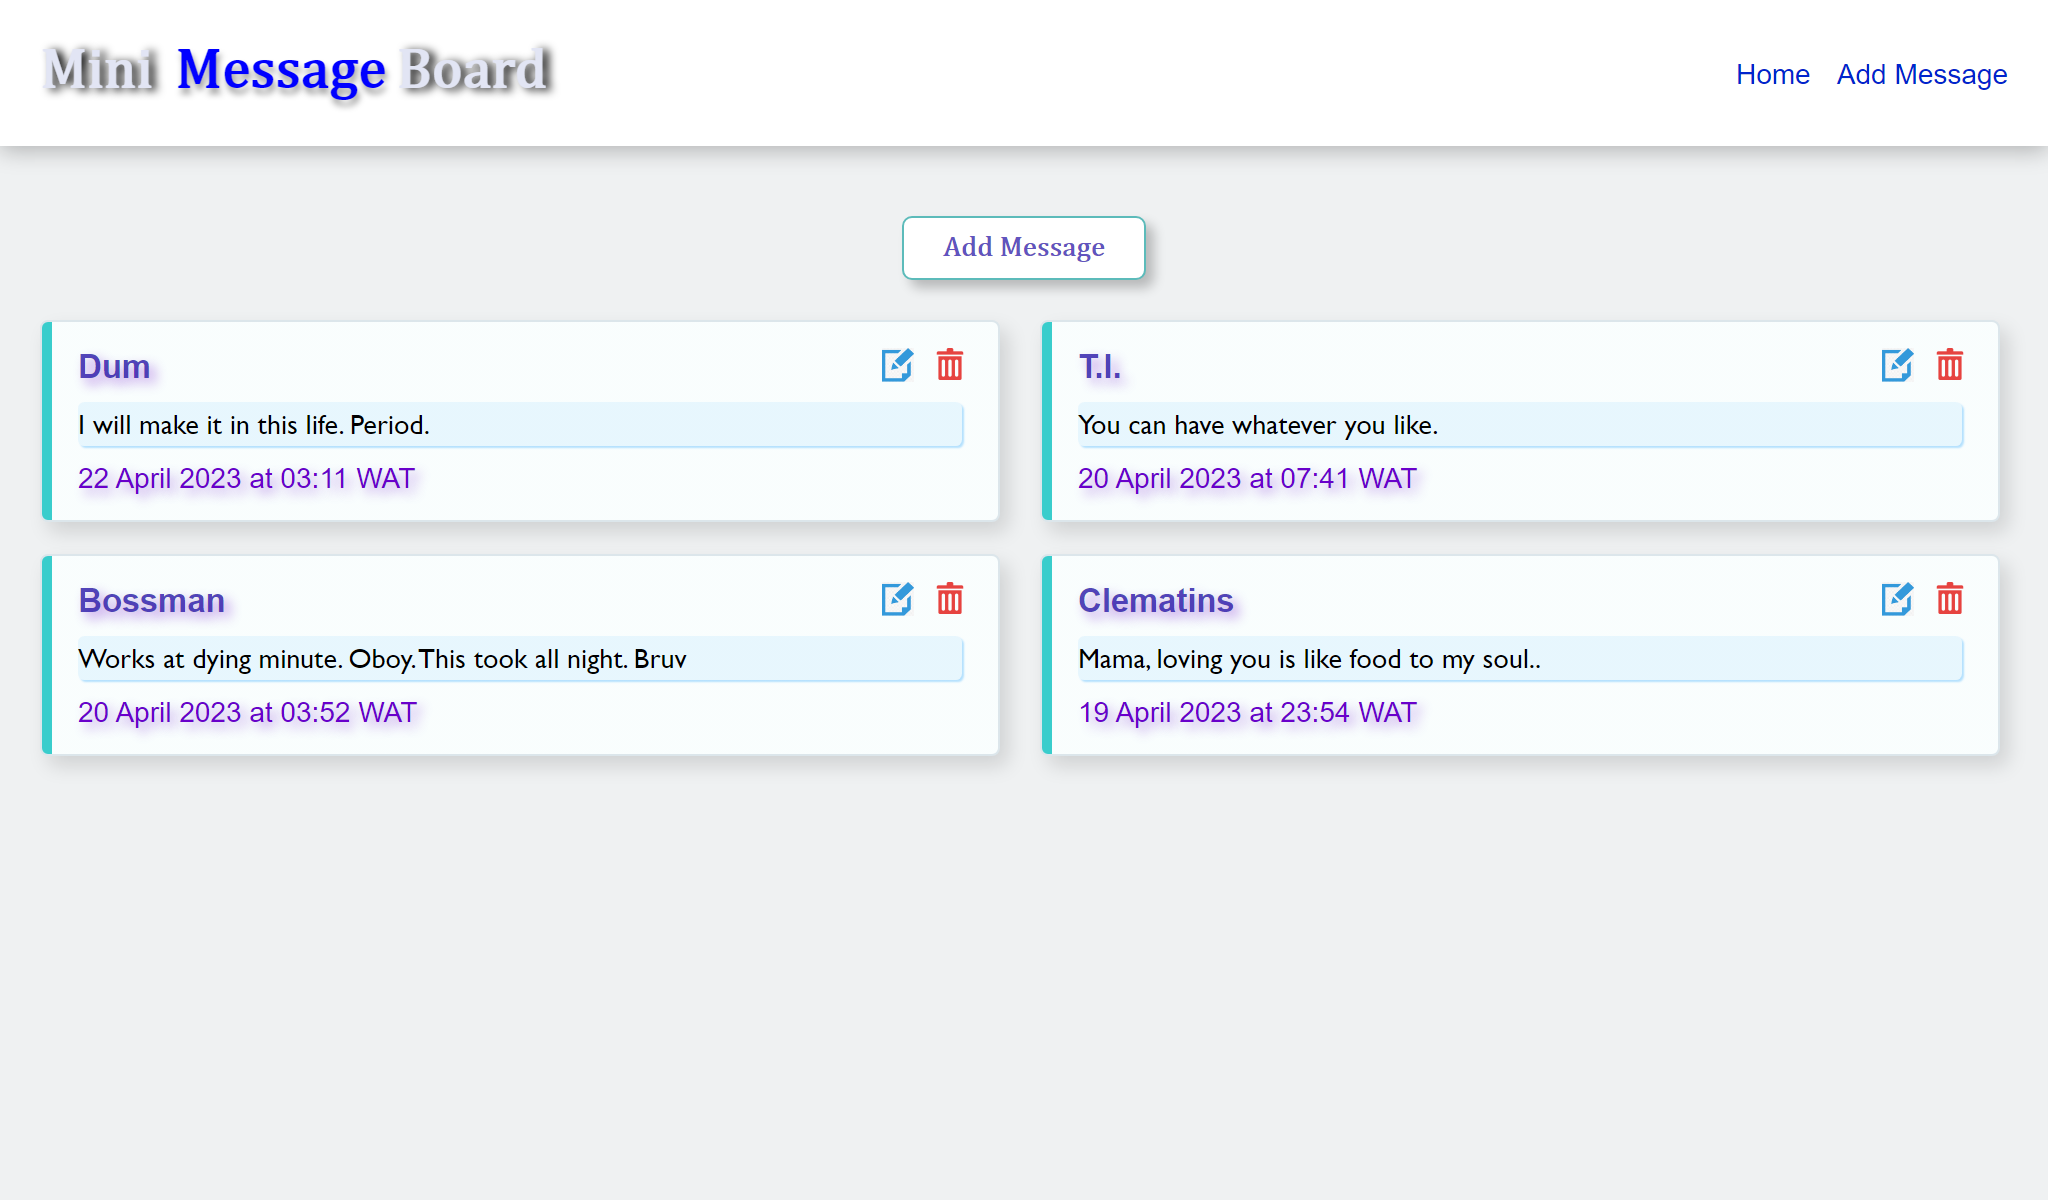 Mini Message Board
Home Add Message
Add Message
Dum
I will make it in this life. Period.
22 April 2023 at 03:11 WAT
T.I.
You can have whatever you like.
20 April 2023 at 07:41 WAT
Bossman
Works at dying minute. Oboy. This took all night. Bruv
20 April 2023 at 03:52 WAT
Clematins
Mama, loving you is like food to my soul..
19 April 2023 at 23:54 WAT